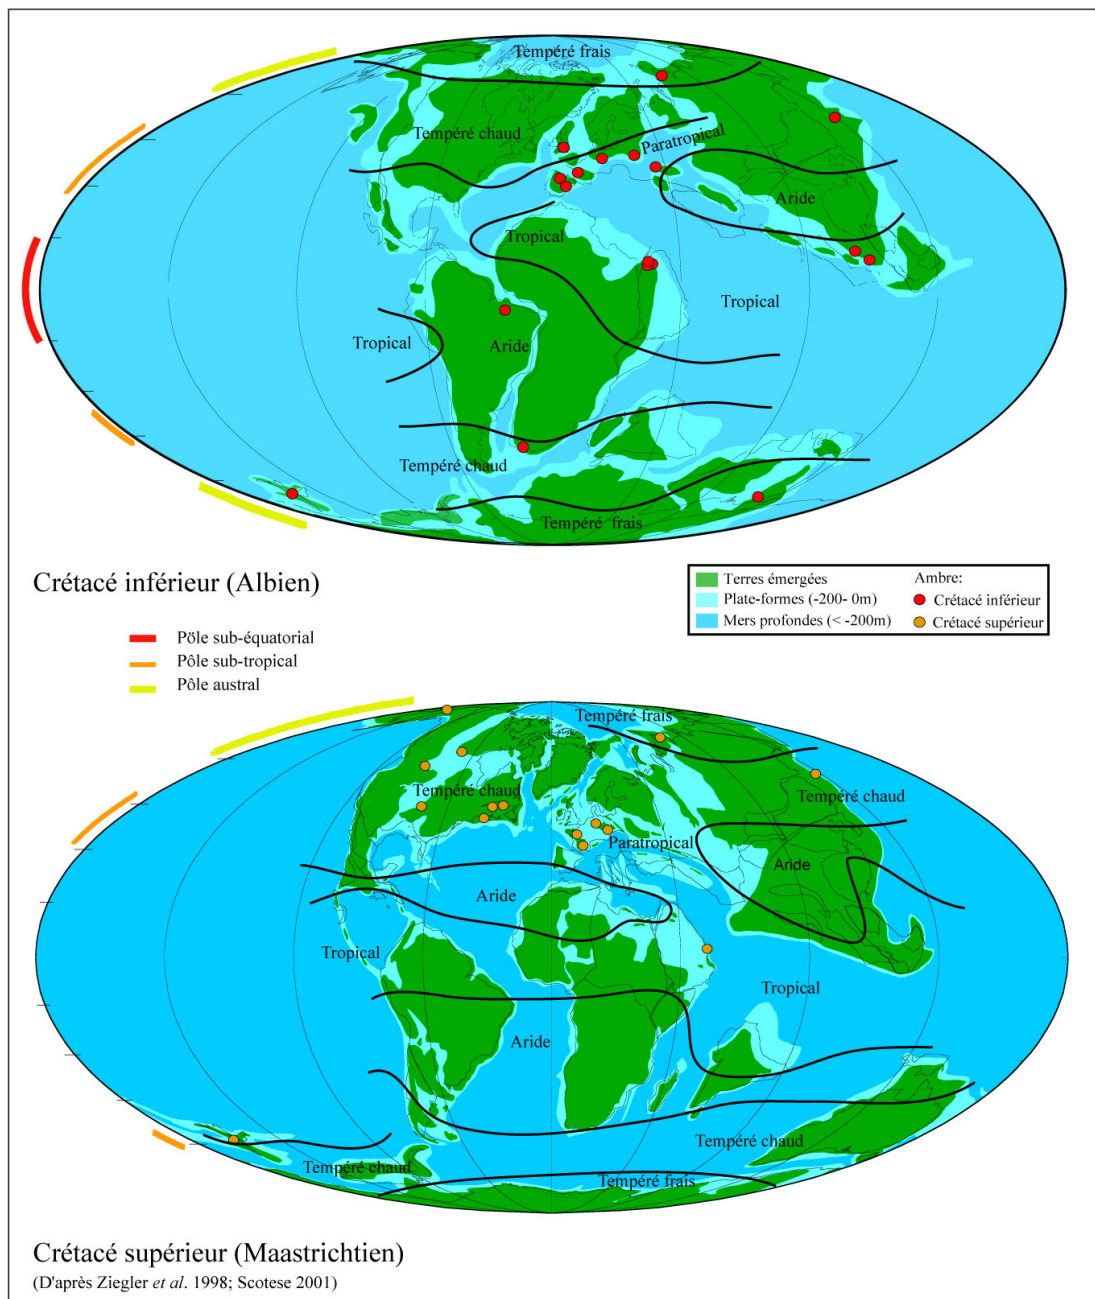 Tempéré frais
Tempéré chaud
Paratropical
Aride
Tropical
Tropical
Tropical
Aride
Tempéré chaud
Tempéré frais
Crétacé inférieur (Albien)
Terres émergées
Plate-formes (-200- 0m)
Mers profondes (< -200m)
Ambre:
Crétacé inférieur
Crétacé supérieur
Pöle sub-équatorial
Pôle sub-tropical
Pôle austral
Tempéré frais
Tempéré chaud
Tempéré chaud
Paratropical
Aride
Aride
Tropical
Tropical
Aride
Tempéré chaud
Tempéré chaud
Tempéré frais
Crétacé supérieur (Maastrichtien)
(D'après Ziegler et al. 1998; Scotese 2001)